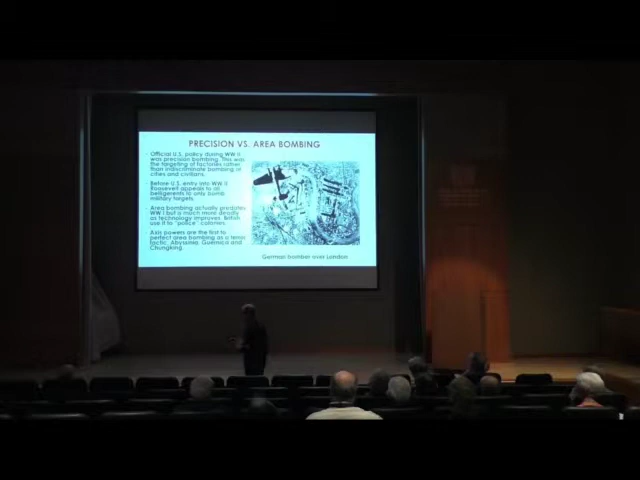 PRECISION VS. AREA BOMBING
Official U.S. policy during WW II
was precision bombing. This was
the targeting of factories rather
than indiscriminate bombing of
cities and civilians.
Before U.S. entry into WW II
Roosevelt appeals to all
belligerents to only bomb
military targets.
Area bombing actually predates
WW I but is much more deadly
as technology improves. British
use it to "police" colonies.
Axis powers are the first to
perfect area bombing as a terror
tactic. Abyssinia, Guernica and
Chungking.
German bomber over London